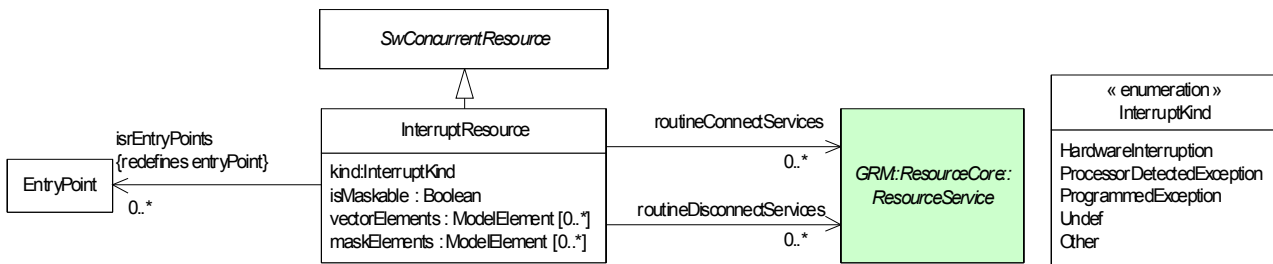 SwConcurrentResource
InterruptResource
kind:InterruptKind
isMaskable : Boolean
vectorElements : ModelElement [0..*]
maskElements : ModelElement [0..*]
isrEntryPoints
{redefines entryPoint}
EntryPoint
0..*
routineConnectServices
0..*
routineDisconnectServices
0..*
GRM::ResourceCore::
ResourceService
« enumeration »
InterruptKind
HardwareInterruption
ProcessorDetectedException
ProgrammedException
Undef
Other